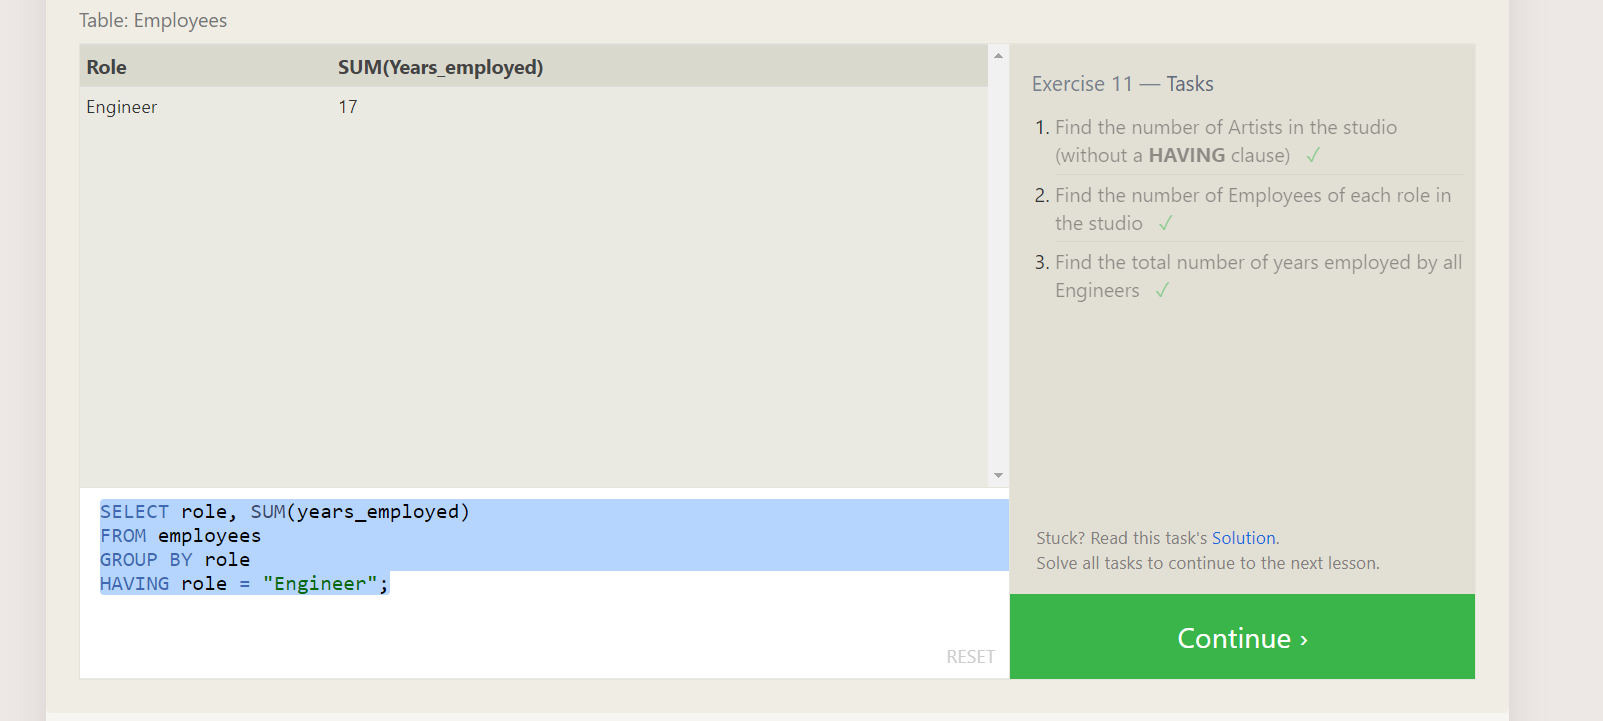 Table: Employees
Role SUM(Years_employed)
Engineer 17
SELECT role, SUM(years_employed)
FROM employees
GROUP BY role
HAVING role = "Engineer";
RESET
Exercise 11 — Tasks
1. Find the number of Artists in the studio
(without a HAVING clause) ✓
2. Find the number of Employees of each role in
the studio ✓
3. Find the total number of years employed by all
Engineers ✓
Stuck? Read this task's Solution.
Solve all tasks to continue to the next lesson.
Continue ›